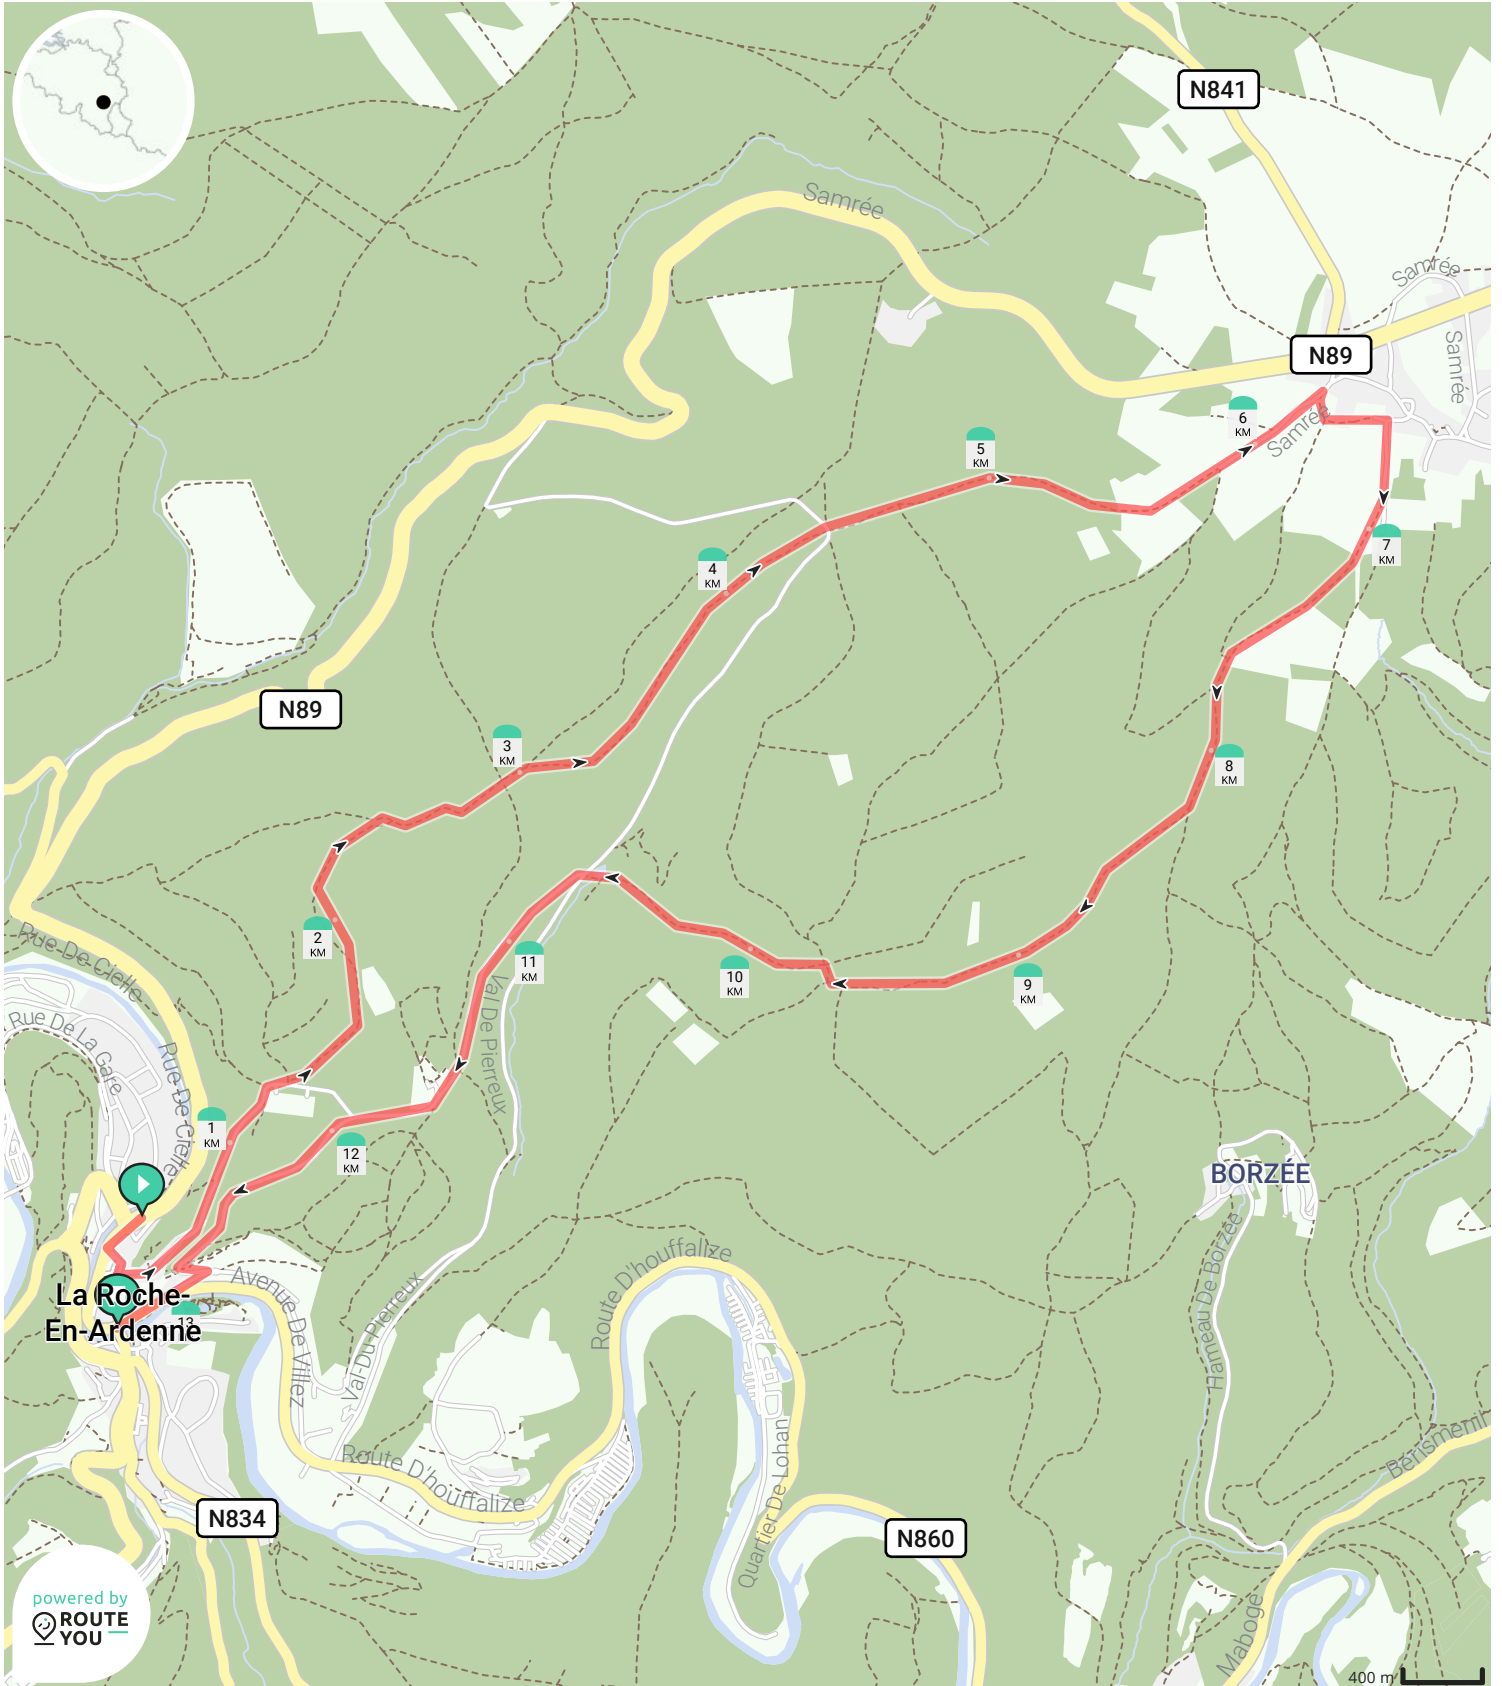 N841
Samrée
Samrée
N89
Samrée
6
KM
Samrée
5
KM
7
KM
4
KM
N89
3
KM
8
KM
2
KM
Rue De Cielle
11
KM
10
KM
9
KM
Rue De La Gare
Rue De Cielle
Val De Pierreux
1
KM
12
KM
BORZÉE
Hameau De Borzée
La Roche-
En-Ardenne
13
Avenue De Villez
Val-Du-Pierreux
Route D'houffalize
Route D'houffalize
Quartier De Lohan
Berismenil
N834
N860
Maboge
powered by
ROUTE
YOU
400 m